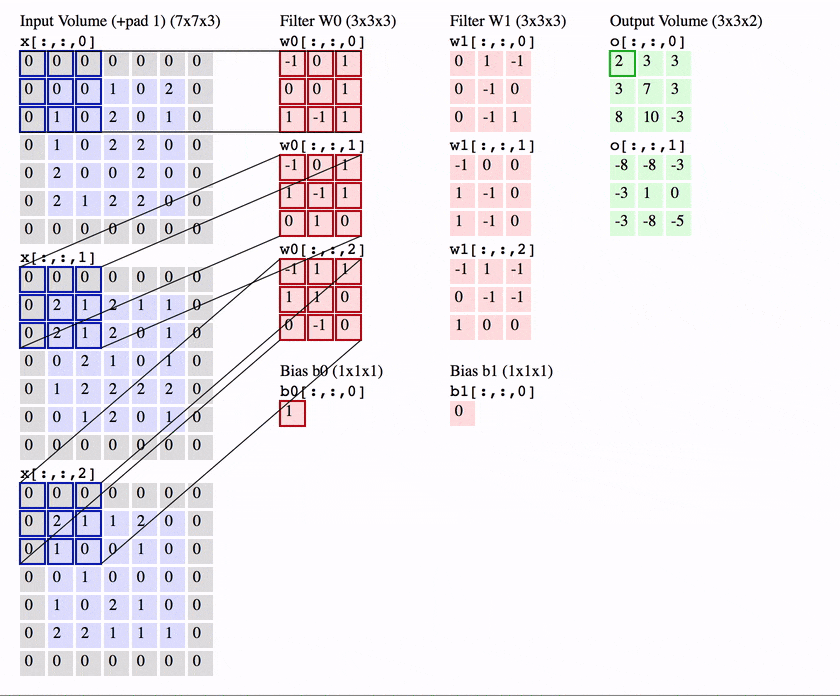 Input Volume (+pad 1) (7x7x3)
x[:,:,0]
0 0 0 0 0 0 0
0 0 0 1 0 2 0
0 1 0 2 0 1 0
0 1 0 2 2 0 0
0 2 0 0 2 0 0
0 2 1 2 2 0 0
0 0 0 0 0 0 0
x[:,:,1]
0 0 0 0 0 0 0
0 2 1 2 1 1 0
0 2 1 2 0 1 0
0 0 2 1 0 1 0
0 1 2 2 2 2 0
0 0 1 2 0 1 0
0 0 0 0 0 0 0
x[:,:,2]
0 0 0 0 0 0 0
0 2 1 1 2 0 0
0 1 0 0 1 0 0
0 0 1 0 0 0 0
0 1 0 2 1 0 0
0 2 2 1 1 1 0
0 0 0 0 0 0 0
Filter W0 (3x3x3)
w0[:,:,0]
-1 0 1
0 0 1
1 -1 1
w0[:,:,1]
-1 0 1
1 -1 1
0 1 0
w0[:,:,2]
-1 1 1
1 1 0
0 -1 0
Bias b0 (1x1x1)
b0[:,:,0]
1
Filter W1 (3x3x3)
w1[:,:,0]
0 1 -1
0 -1 0
0 -1 1
w1[:,:,1]
-1 0 0
1 -1 0
1 -1 0
w1[:,:,2]
-1 1 -1
0 -1 -1
1 0 0
Bias b1 (1x1x1)
b1[:,:,0]
0
Output Volume (3x3x2)
o[:,:,0]
2 3 3
3 7 3
8 10 -3
o[:,:,1]
-8 -8 -3
-3 1 0
-3 -8 -5